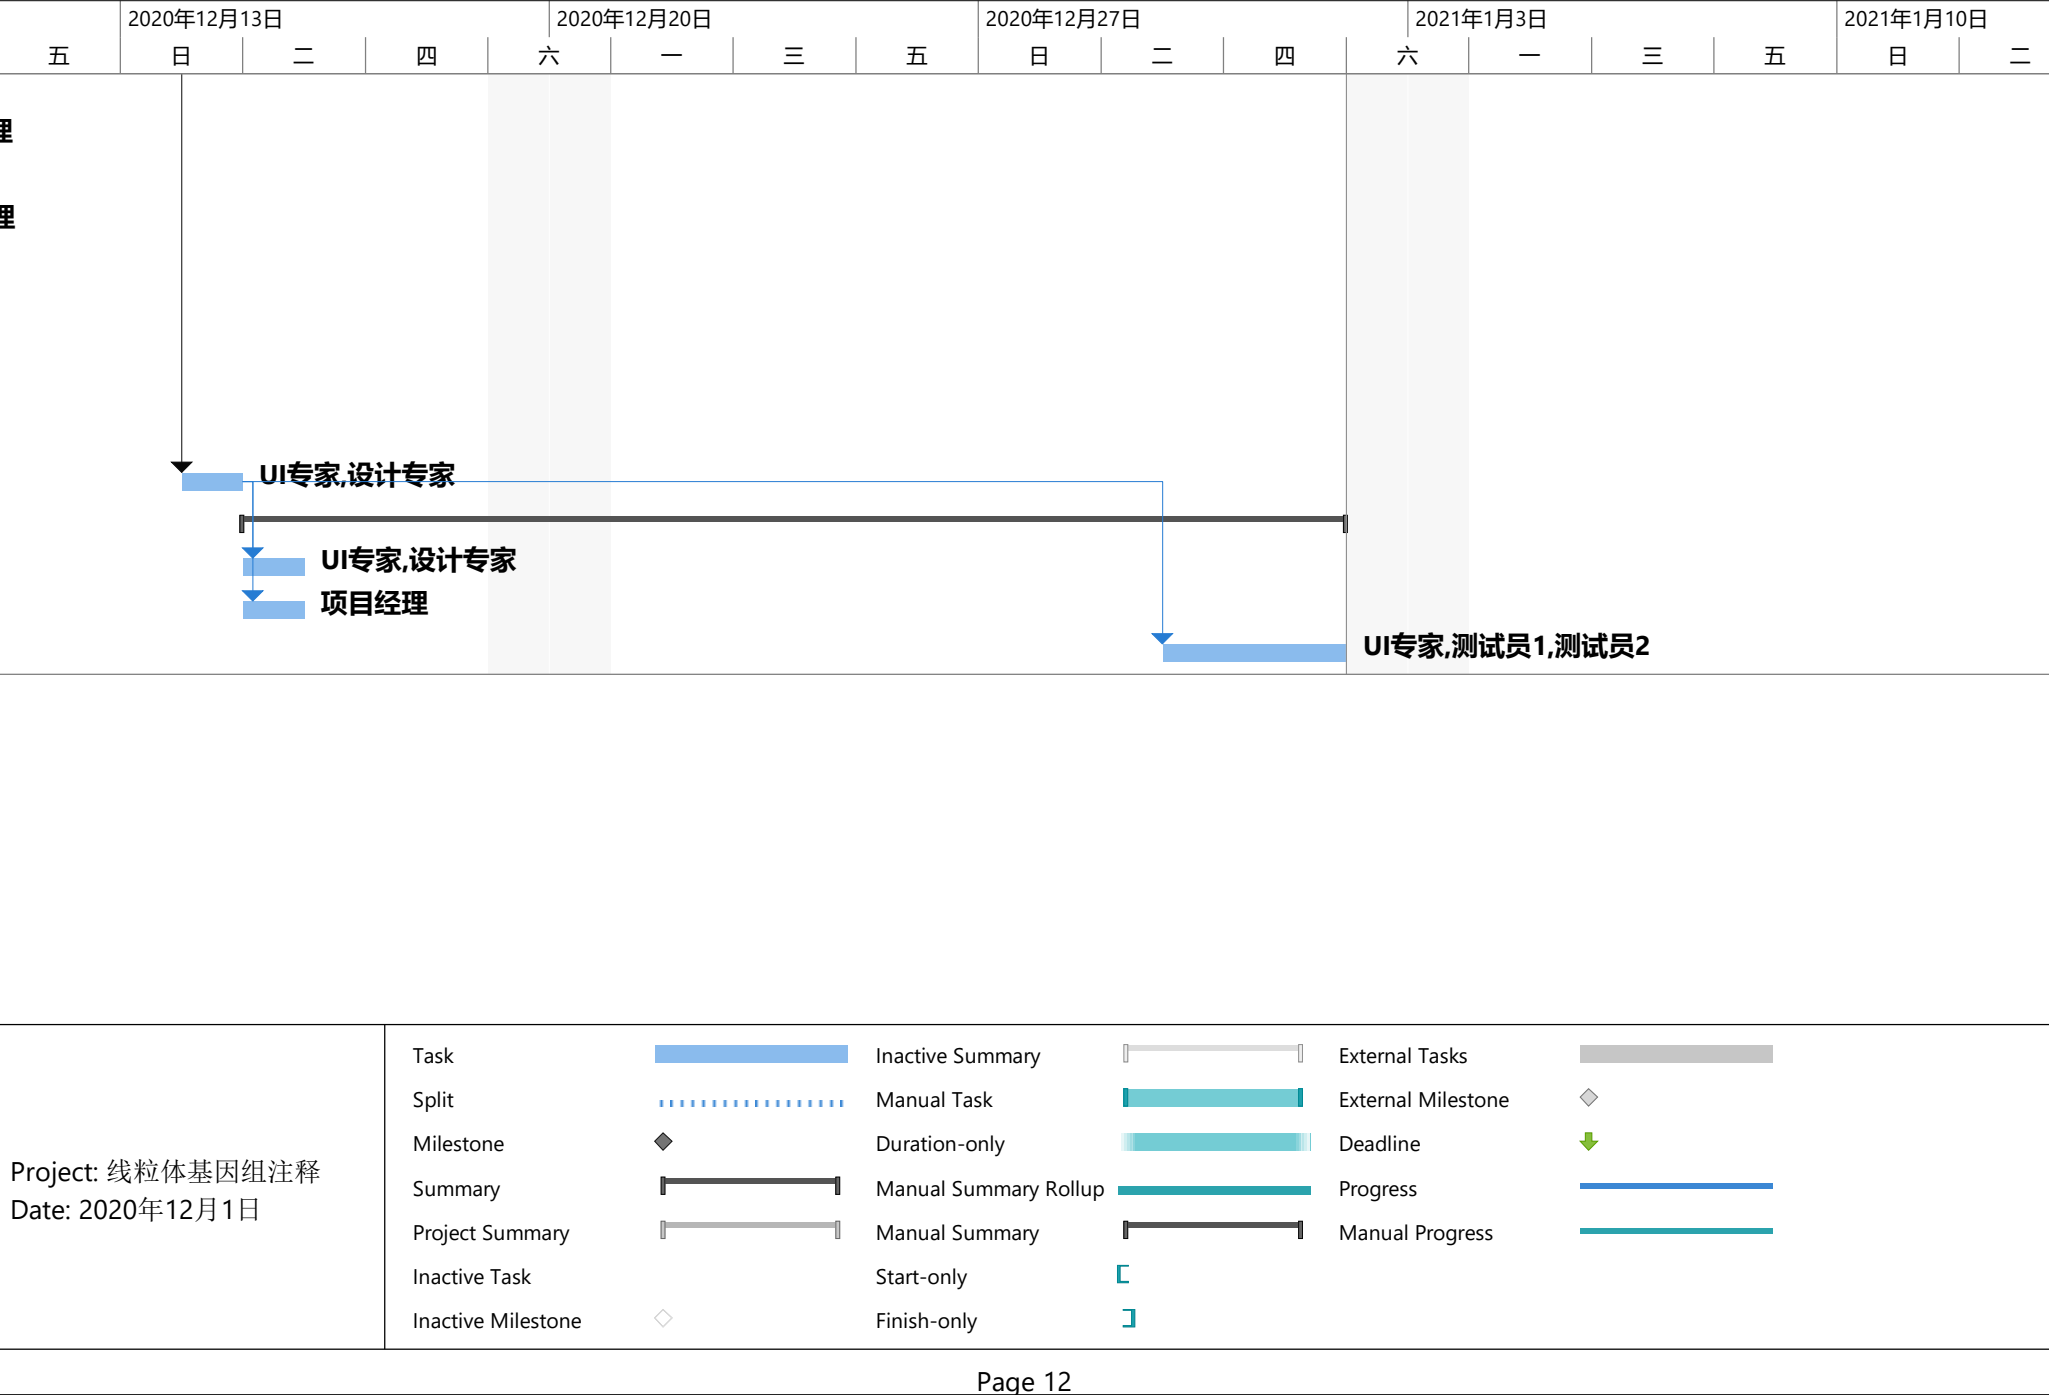 2020年12月13日 2020年12月20日 2020年12月27日 2021年1月3日 2021年1月10日
五 日 二 四 六 一 三 五 日 二 四 六 一 三 五 日 二
理
理
UI专家,设计专家
UI专家,设计专家
项目经理
UI专家,测试员1,测试员2
Project: 线粒体基因组注释
Date: 2020年12月1日
Task
Split
Milestone
Summary
Project Summary
Inactive Task
Inactive Milestone
Inactive Summary
Manual Task
Duration-only
Manual Summary Rollup
Manual Summary
Start-only
Finish-only
External Tasks
External Milestone
Deadline
Progress
Manual Progress
Page 12